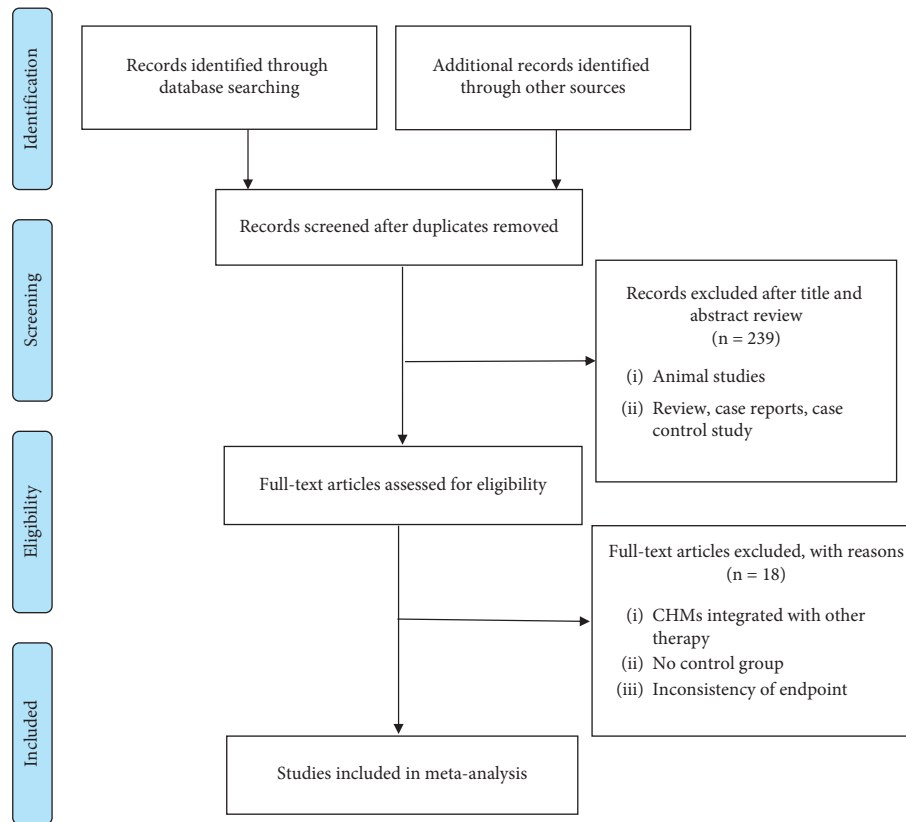 Identification
Records identified through
database searching
Additional records identified
through other sources
Records screened after duplicates removed
Screening
Records excluded after title and
abstract review
(n = 239)
(i) Animal studies
(ii) Review, case reports, case
control study
Eligibility
Full-text articles assessed for eligibility
Full-text articles excluded, with reasons
(n = 18)
(i) CHMs integrated with other
therapy
(ii) No control group
(iii) Inconsistency of endpoint
Included
Studies included in meta-analysis